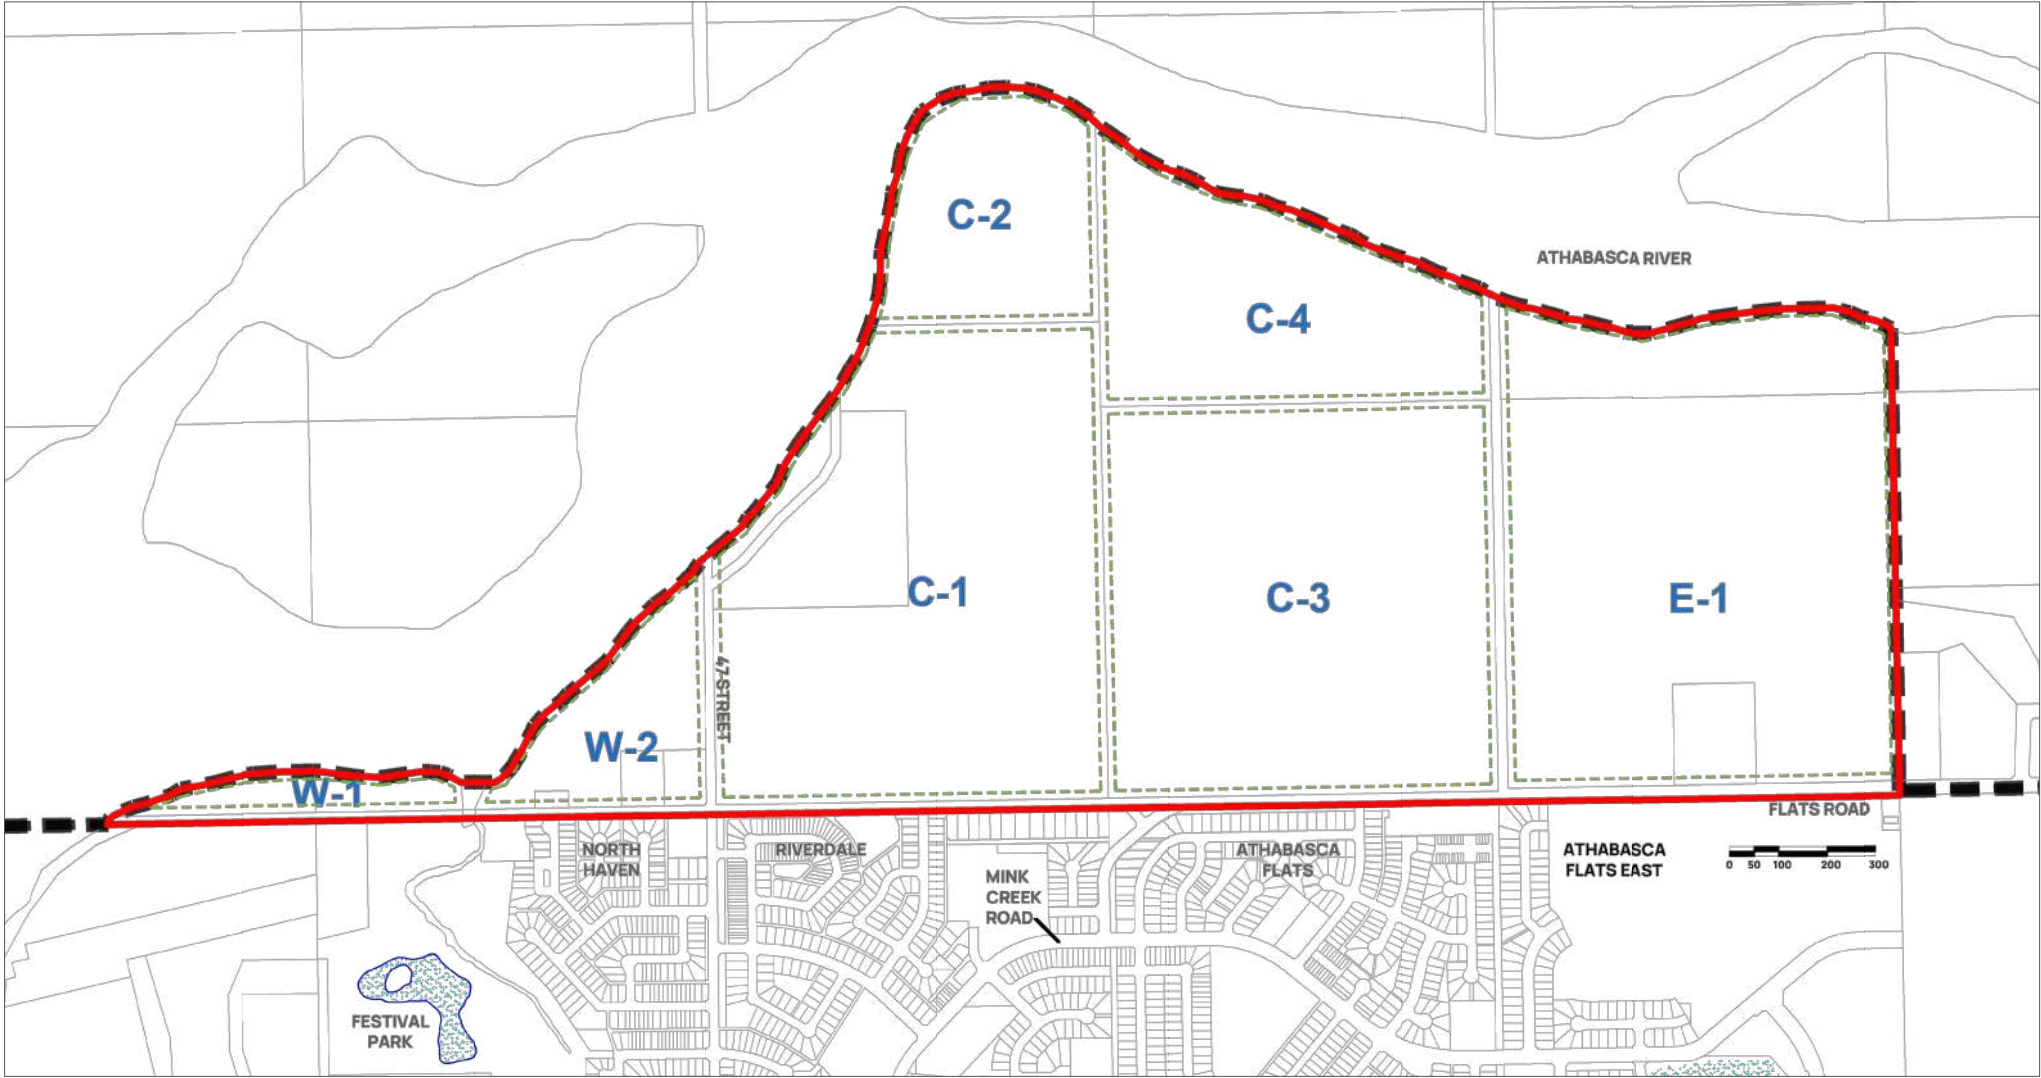 C-2
ATHABASCA RIVER
C-4
C-1
C-3
E-1
47 STREET
W-2
W-1
FLATS ROAD
NORTH
HAVEN
RIVERDALE
ATHABASCA
FLATS
ATHABASCA
FLATS EAST
0 50 100 200 300
MINK
CREEK
ROAD
FESTIVAL
PARK